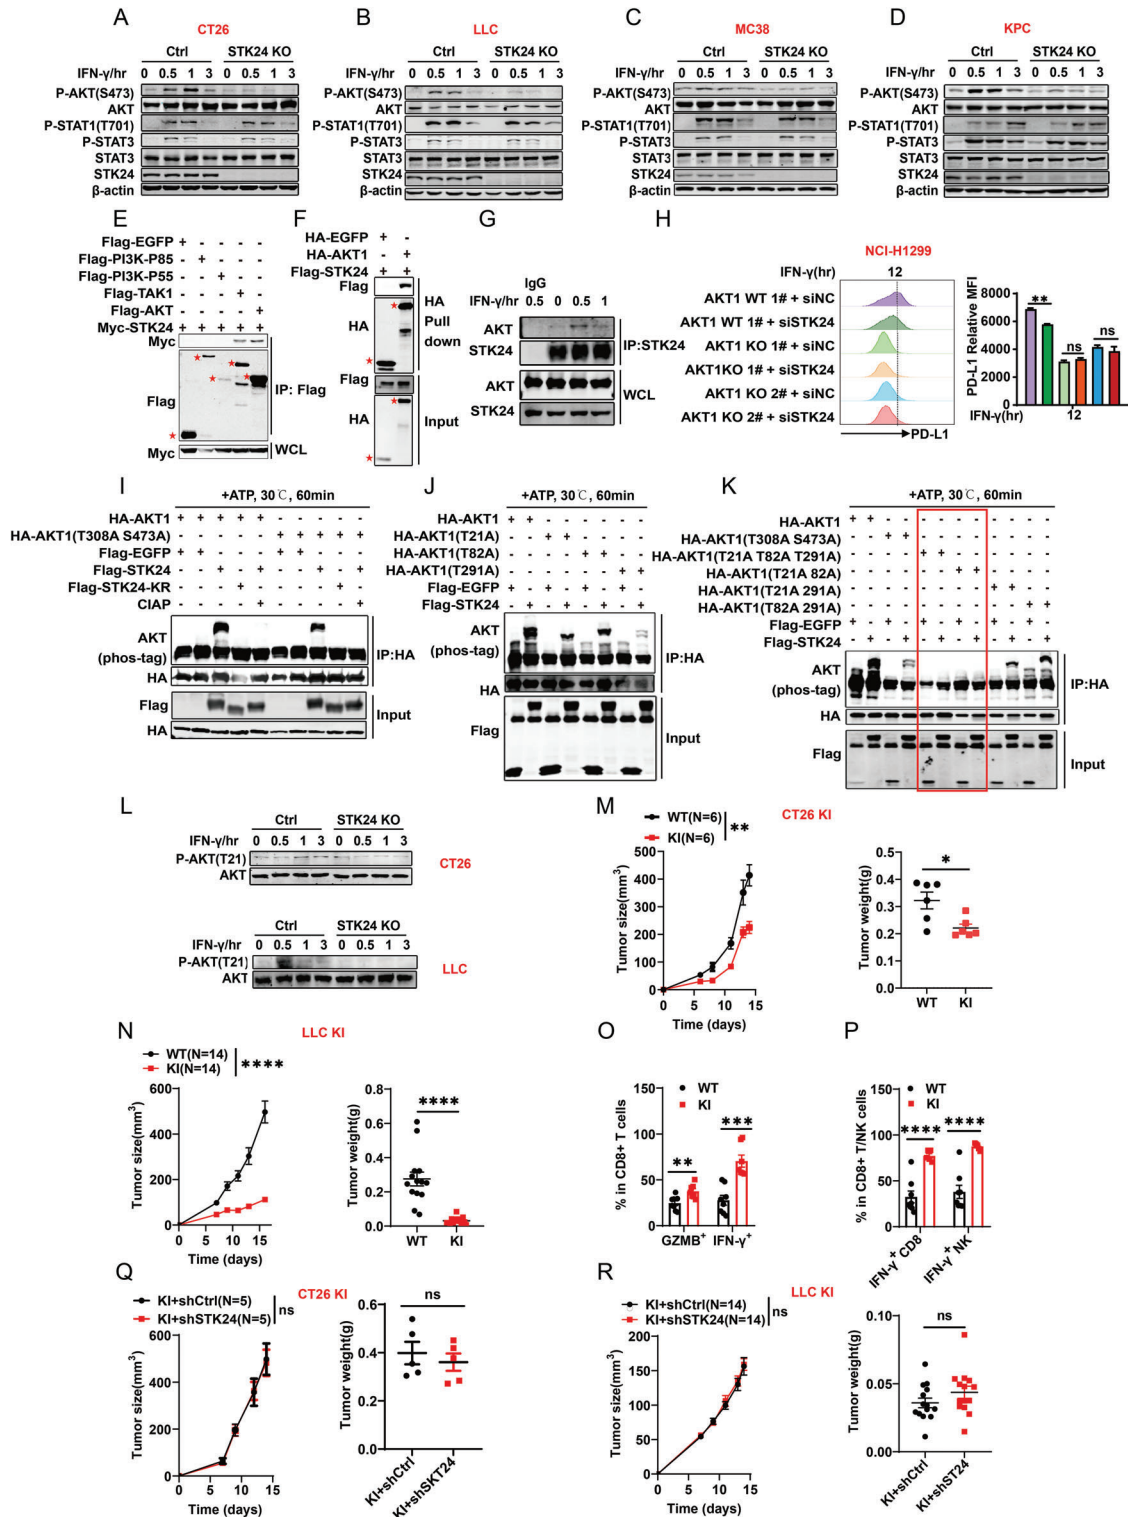 A
CT26
Ctrl STK24 KO
IFN-γ/hr 0 0.5 1 3 0 0.5 1 3
P-AKT(S473)
AKT
P-STAT1(T701)
P-STAT3
STAT3
STK24
β-actin
B
LLC
Ctrl STK24 KO
IFN-γ/hr 0 0.5 1 3 0 0.5 1 3
P-AKT(S473)
AKT
P-STAT1(T701)
P-STAT3
STAT3
STK24
β-actin
C
MC38
Ctrl STK24 KO
IFN-γ/hr 0 0.5 1 3 0 0.5 1 3
P-AKT(S473)
AKT
P-STAT1(T701)
P-STAT3
STAT3
STK24
β-actin
D
KPC
Ctrl STK24 KO
IFN-γ/hr 0 0.5 1 3 0 0.5 1 3
P-AKT(S473)
AKT
P-STAT1(T701)
P-STAT3
STAT3
STK24
β-actin
E
Flag-EGFP + - - - -
Flag-PI3K-P85 - + - - -
Flag-PI3K-P55 - - + - -
Flag-TAK1 - - - + -
Flag-AKT - - - - +
Myc-STK24 + + + + +
Myc
Flag
IP: Flag
Myc
WCL
F
HA-EGFP + -
HA-AKT1 - +
Flag-STK24 + +
Flag
HA
HA Pull down
Flag
HA
Input
G
IgG
IFN-γ/hr 0.5 0 0.5 1
AKT
STK24
IP:STK24
AKT
STK24
WCL
H
NCI-H1299
IFN-γ(hr) 12
AKT1 WT 1# + siNC
AKT1 WT 1# + siSTK24
AKT1 KO 1# + siNC
AKT1KO 1# + siSTK24
AKT1 KO 2# + siNC
AKT1 KO 2# + siSTK24
PD-L1
PD-L1 Relative MFI
8000
6000
4000
2000
0
** ns ns
IFN-γ(hr) 12
I
+ATP, 30℃, 60min
HA-AKT1 + + + + + - - - - -
HA-AKT1(T308A S473A) - - - - - + + + + +
Flag-EGFP
Flag-STK24
Flag-STK24-KR
CIAP
AKT
(phos-tag)
HA
IP:HA
Flag
HA
Input
J
+ATP, 30℃, 60min
HA-AKT1 + + - - - - - -
HA-AKT1(T21A) - - + + - - - -
HA-AKT1(T82A) - - - - + + - -
HA-AKT1(T291A) - - - - - - + +
Flag-EGFP + - + - + - + -
Flag-STK24 - + - + - + - +
AKT
(phos-tag)
HA
IP:HA
Flag
Input
K
+ATP, 30℃, 60min
HA-AKT1 + + - - - - - - - - - -
HA-AKT1(T308A S473A) - - + + - - - - - - - -
HA-AKT1(T21A T82A T291A) - - - - + + - - - - - -
HA-AKT1(T21A 82A) - - - - - - + + - - - -
HA-AKT1(T21A 291A) - - - - - - - - + + - -
HA-AKT1(T82A 291A) - - - - - - - - - - + +
Flag-EGFP + - + - + - + - + - + -
Flag-STK24 - + - + - + - + - + - +
AKT
(phos-tag)
HA
IP:HA
Flag
Input
L
Ctrl STK24 KO
IFN-γ/hr 0 0.5 1 3 0 0.5 1 3
P-AKT(T21)
AKT
CT26
Ctrl STK24 KO
IFN-γ/hr 0 0.5 1 3 0 0.5 1 3
P-AKT(T21)
AKT
LLC
M
CT26 KI
WT(N=6)
KI(N=6)
**
Tumor size(mm³)
500
400
300
200
100
0
0 5 10 15
Time (days)
Tumor weight(g)
0.4
0.3
0.2
0.1
0.0
*
WT KI
N
LLC KI
WT(N=14)
KI(N=14)
****
Tumor size(mm³)
600
400
200
0
0 5 10 15
Time (days)
Tumor weight(g)
0.8
0.6
0.4
0.2
0.0
****
WT KI
O
WT
KI
% in CD8+ T cells
150
100
50
0
** ***
GZMB⁺ IFN-γ⁺
P
WT
KI
% in CD8+ T/NK cells
150
100
50
0
**** ****
IFN-γ⁺CD8 IFN-γ⁺NK
Q
CT26 KI
KI+shCtrl(N=5)
KI+shSTK24(N=5)
ns
Tumor size(mm³)
600
400
200
0
0 5 10 15
Time (days)
Tumor weight(g)
0.6
0.4
0.2
0.0
ns
KI+shCtrl
KI+shSKT24
R
LLC KI
KI+shCtrl(N=14)
KI+shSTK24(N=14)
ns
Tumor size(mm³)
200
150
100
50
0
0 5 10 15
Time (days)
Tumor weight(g)
0.10
0.05
0.00
ns
KI+shCtrl
KI+shST24